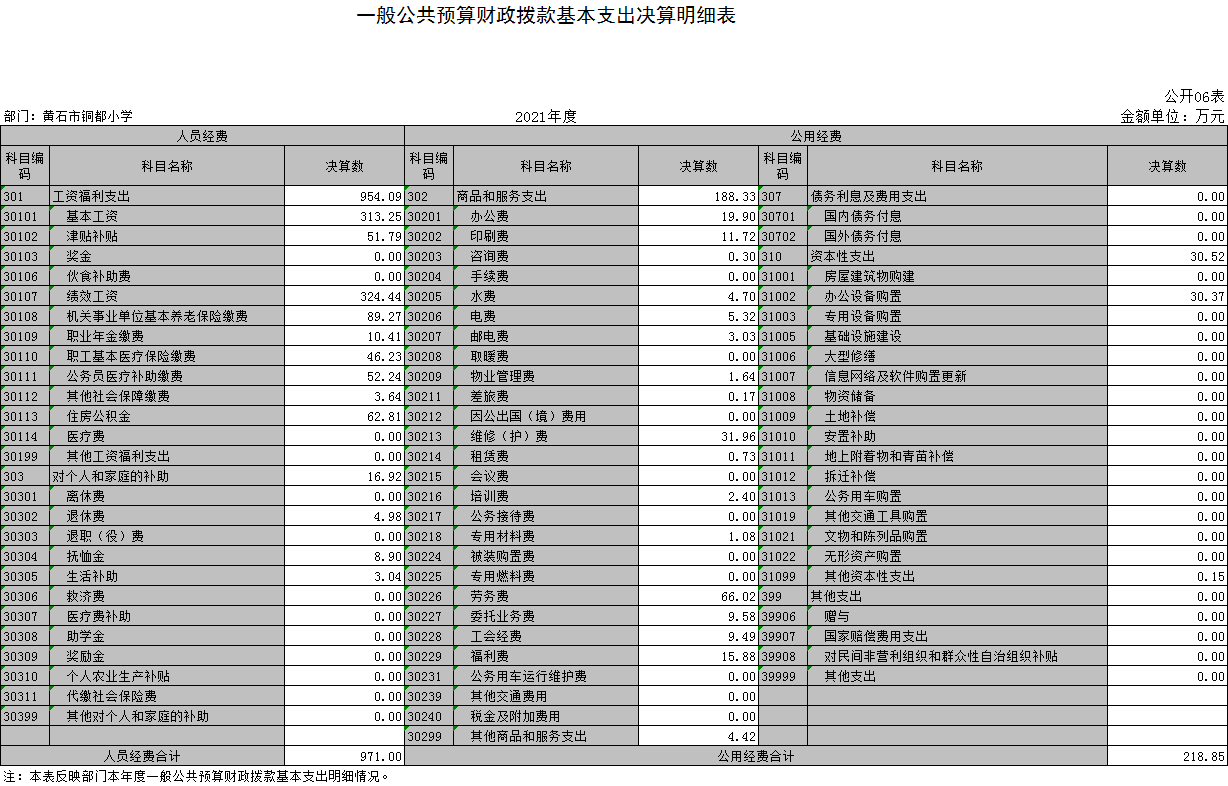 一般公共预算财政拨款基本支出决算明细表
公开06表
部门：黄石市铜都小学 2021年度 金额单位：万元
人员经费 公用经费
科目编码 科目名称 决算数 科目编码 科目名称 决算数 科目编码 科目名称 决算数
301 工资福利支出 954.09 302 商品和服务支出 188.33 307 债务利息及费用支出 0.00
30101 基本工资 313.25 30201 办公费 19.90 30701 国内债务付息 0.00
30102 津贴补贴 51.79 30202 印刷费 11.72 30702 国外债务付息 0.00
30103 奖金 0.00 30203 咨询费 0.30 310 资本性支出 30.52
30106 伙食补助费 0.00 30204 手续费 0.00 31001 房屋建筑物购建 0.00
30107 绩效工资 324.44 30205 水费 4.70 31002 办公设备购置 30.37
30108 机关事业单位基本养老保险缴费 89.27 30206 电费 5.32 31003 专用设备购置 0.00
30109 职业年金缴费 10.41 30207 邮电费 3.03 31005 基础设施建设 0.00
30110 职工基本医疗保险缴费 46.23 30208 取暖费 0.00 31006 大型修缮 0.00
30111 公务员医疗补助缴费 52.24 30209 物业管理费 1.64 31007 信息网络及软件购置更新 0.00
30112 其他社会保障缴费 3.64 30211 差旅费 0.17 31008 物资储备 0.00
30113 住房公积金 62.81 30212 因公出国（境）费用 0.00 31009 土地补偿 0.00
30114 医疗费 0.00 30213 维修（护）费 31.96 31010 安置补助 0.00
30199 其他工资福利支出 0.00 30214 租赁费 0.73 31011 地上附着物和青苗补偿 0.00
303 对个人和家庭的补助 16.92 30215 会议费 0.00 31012 拆迁补偿 0.00
30301 离休费 0.00 30216 培训费 2.40 31013 公务用车购置 0.00
30302 退休费 4.98 30217 公务接待费 0.00 31019 其他交通工具购置 0.00
30303 退职（役）费 0.00 30218 专用材料费 1.08 31021 文物和陈列品购置 0.00
30304 抚恤金 8.90 30224 被装购置费 0.00 31022 无形资产购置 0.00
30305 生活补助 3.04 30225 专用燃料费 0.00 31099 其他资本性支出 0.15
30306 救济费 0.00 30226 劳务费 66.02 399 其他支出 0.00
30307 医疗费补助 0.00 30227 委托业务费 9.58 39906 赠与 0.00
30308 助学金 0.00 30228 工会经费 9.49 39907 国家赔偿费用支出 0.00
30309 奖励金 0.00 30229 福利费 15.88 39908 对民间非营利组织和群众性自治组织补贴 0.00
30310 个人农业生产补贴 0.00 30231 公务用车运行维护费 0.00 39999 其他支出 0.00
30311 代缴社会保险费 0.00 30239 其他交通费用 0.00
30399 其他对个人和家庭的补助 0.00 30240 税金及附加费用 0.00
30299 其他商品和服务支出 4.42
人员经费合计 971.00 公用经费合计 218.85
注：本表反映部门本年度一般公共预算财政拨款基本支出明细情况。